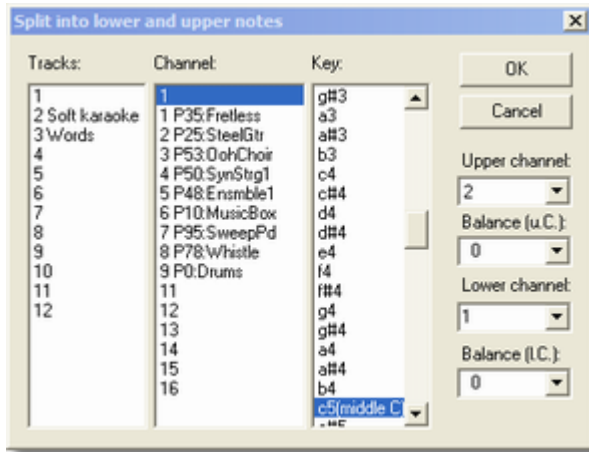 Split into lower and upper notes
Tracks:
1
2 Soft karaoke
3 Words
4
5
6
7
8
9
10
11
12
Channel:
1
1 P35:Fretless
2 P25:SteelGtr
3 P53:OohChoir
4 P50:SynStrg1
5 P48:Ensmble1
6 P10:MusicBox
7 P95:SweepPd
8 P78:Whistle
9 P0:Drums
11
12
13
14
15
16
Key:
g#3
a3
a#3
b3
c4
c#4
d4
d#4
e4
f4
f#4
g4
g#4
a4
a#4
b4
c5(middle C)
OK
Cancel
Upper channel:
2
Balance (u.C.):
0
Lower channel:
1
Balance (l.C.):
0